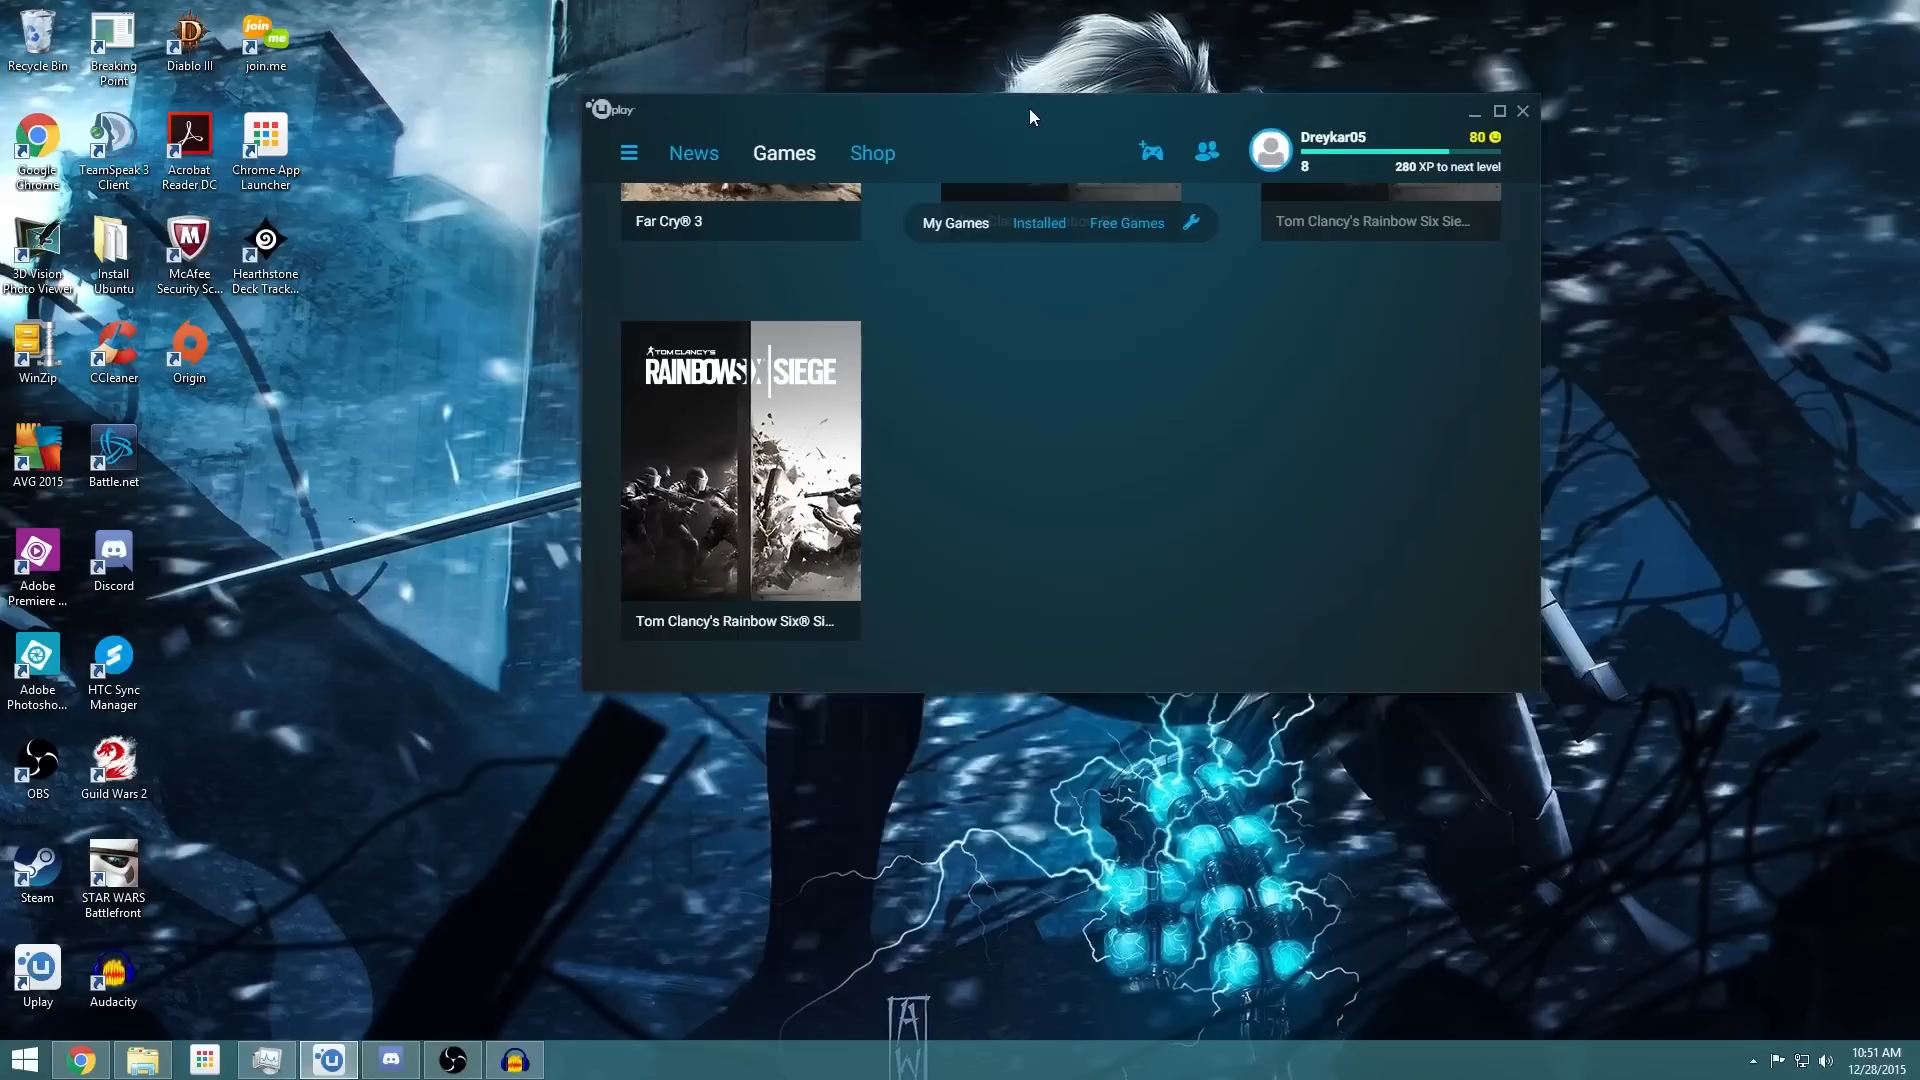 Recycle Bin
Breaking
Point
Diablo III
join
me
join.me
Google
Chrome
TeamSpeak 3
Client
Acrobat
Reader DC
Chrome App
Launcher
3D Vision
Photo Viewer
Install
Ubuntu
McAfee
Security Sc...
Hearthstone
Deck Track...
WinZip
CCleaner
Origin
AVG 2015
Battle.net
Adobe
Premiere ...
Discord
Adobe
Photosho...
HTC Sync
Manager
OBS
Guild Wars 2
Steam
STAR WARS
Battlefront
Uplay
Audacity
Uplay
News
Games
Shop
Dreykar05
80
8
280 XP to next level
Far Cry® 3
My Games
Installed
Free Games
Tom Clancy's Rainbow Six Sie...
TOM CLANCY'S
RAINBOWSIX SIEGE
Tom Clancy's Rainbow Six® Si...
AW
10:51 AM
12/28/2015